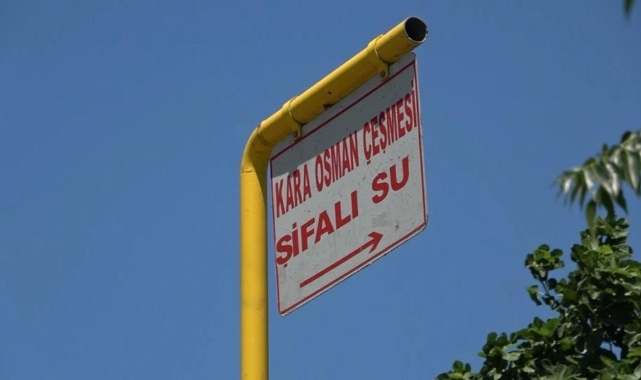 KARA OSMAN ÇEŞMESİ
ŞİFALI SU